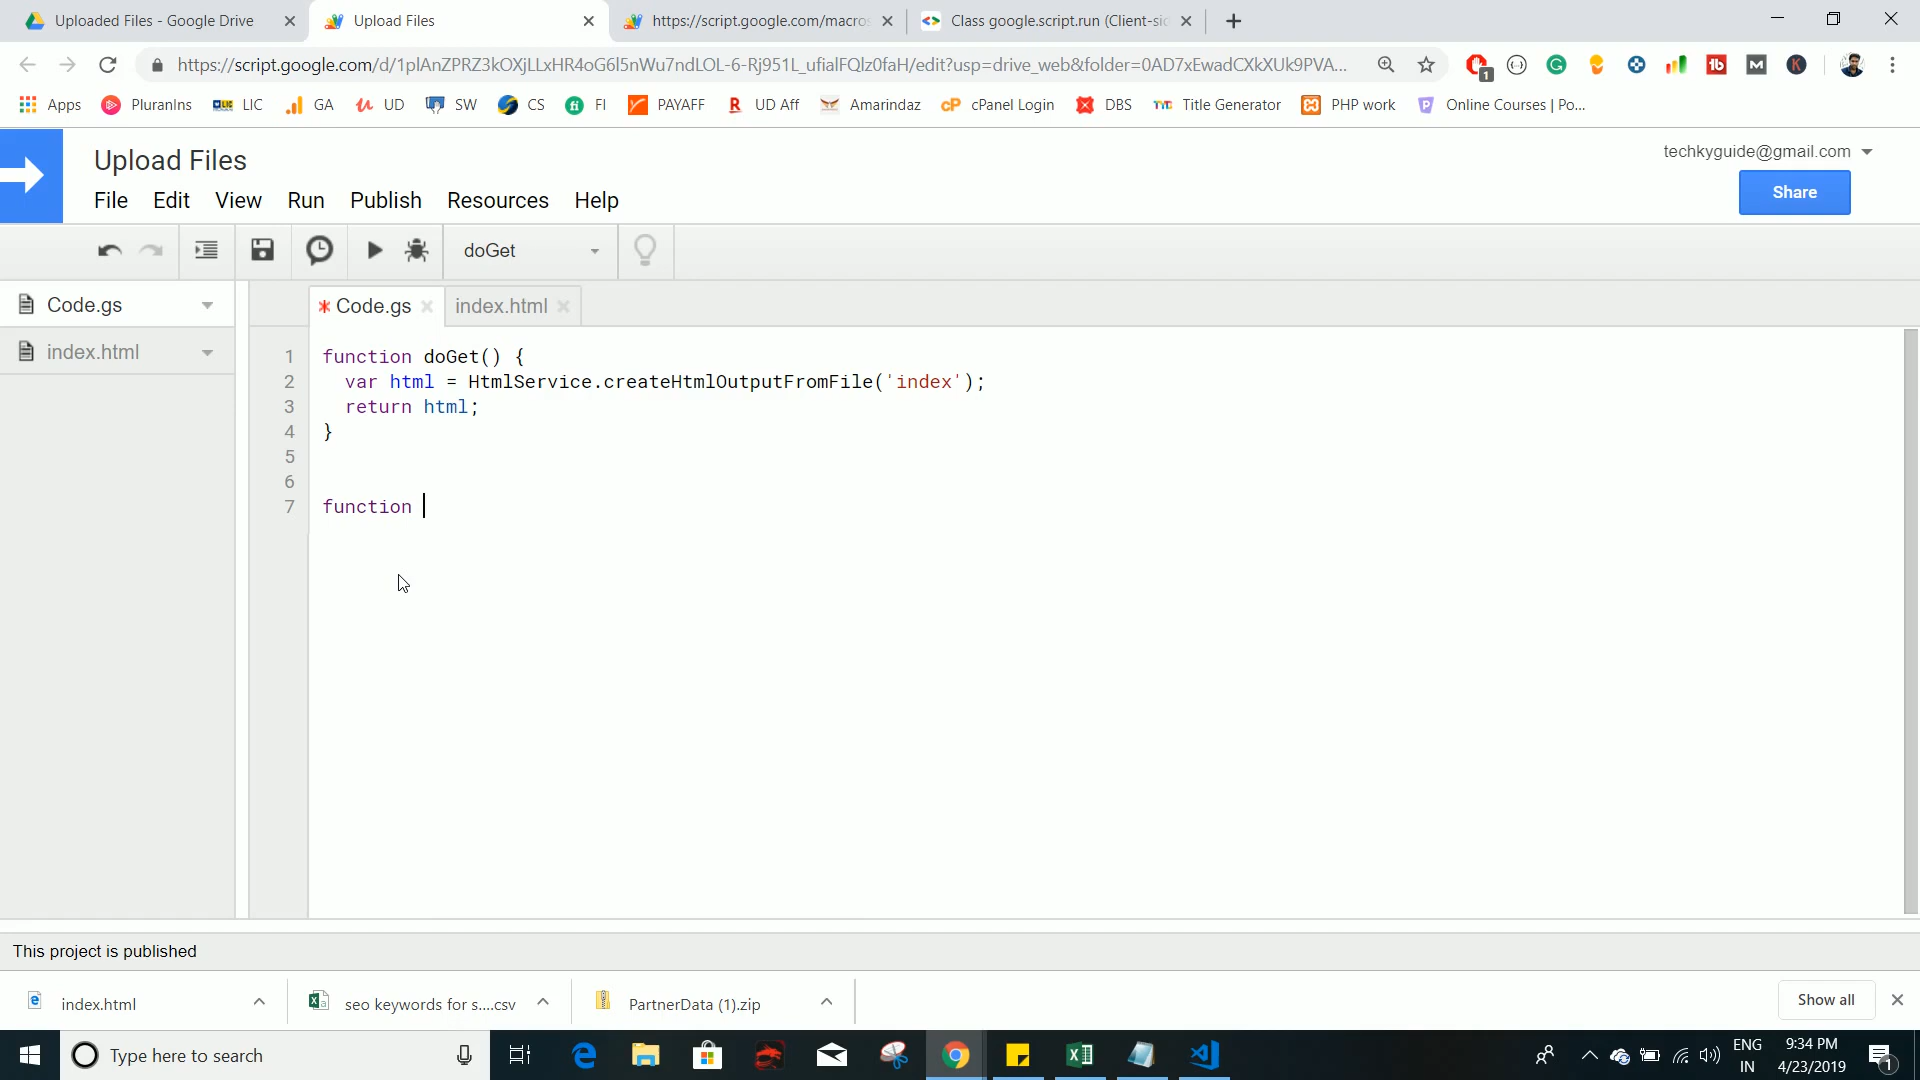 Uploaded Files - Google Drive
Upload Files
https://script.google.com/macros
Class google.script.run (Client-sid
https://script.google.com/d/1plAnZPRZ3kOXjLLxHR4oG6l5nWu7ndLOL-6-Rj951L_ufialFQlz0faH/edit?usp=drive_web&folder=0AD7xEwadCXkXUk9PVA...
1
Apps PluranIns LIC GA UD SW CS FI PAYAFF UD Aff Amarindaz cPanel Login DBS Title Generator PHP work Online Courses | Po...
Upload Files
techkyguide@gmail.com
File Edit View Run Publish Resources Help
Share
doGet
Code.gs
index.html
* Code.gs
index.html
1 function doGet() {
2 var html = HtmlService.createHtmlOutputFromFile('index');
3 return html;
4 }
5
6
7 function
This project is published
index.html
seo keywords for s....csv
PartnerData (1).zip
Show all
Type here to search
ENG
IN
9:34 PM
4/23/2019
1